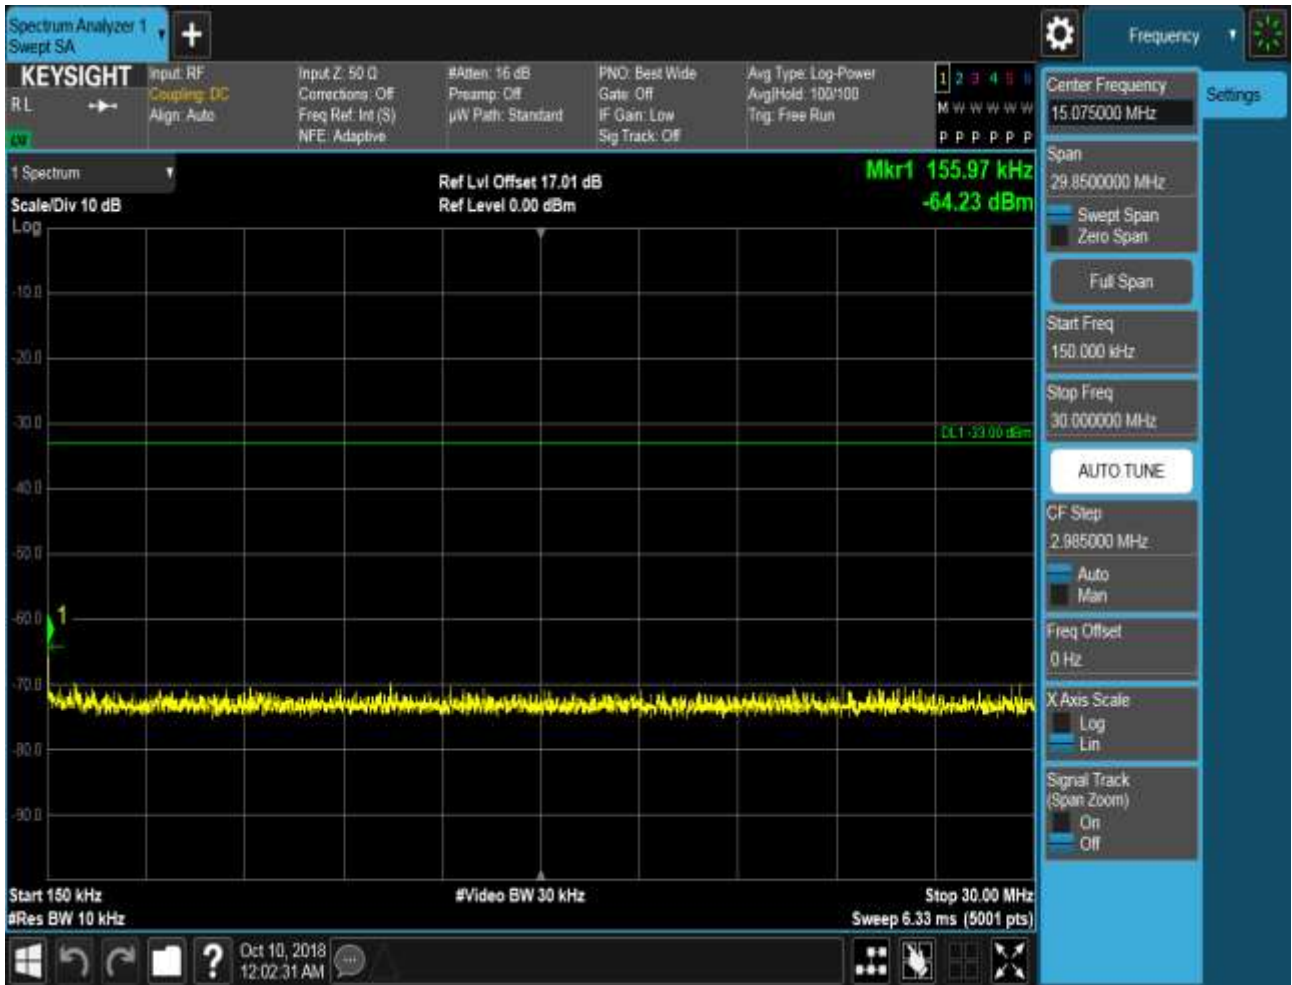 Spectrum Analyzer 1
Swept SA
Frequency
KEYSIGHT
RL
Input: RF
Coupling: DC
Align: Auto
Input Z: 50 Ω
Corrections: Off
Freq Ref: Int (S)
NFE: Adaptive
#Atten: 16 dB
Preamp: Off
µW Path: Standard
PNO: Best Wide
Gate: Off
IF Gain: Low
Sig Track: Off
Avg Type: Log-Power
Avg|Hold: 100/100
Trig: Free Run
1 2 3 4 5 6
M W W W W W
P P P P P P
1 Spectrum
Scale/Div 10 dB
Log
Ref Lvl Offset 17.01 dB
Ref Level 0.00 dBm
Mkr1 155.97 kHz
-64.23 dBm
-10.0
-20.0
-30.0
DL1 -33.00 dBm
-40.0
-50.0
-60.0
1
-70.0
-80.0
-90.0
Start 150 kHz
#Res BW 10 kHz
#Video BW 30 kHz
Stop 30.00 MHz
Sweep 6.33 ms (5001 pts)
Center Frequency
15.075000 MHz
Settings
Span
29.8500000 MHz
Swept Span
Zero Span
Full Span
Start Freq
150.000 kHz
Stop Freq
30.000000 MHz
AUTO TUNE
CF Step
2.985000 MHz
Auto
Man
Freq Offset
0 Hz
X Axis Scale
Log
Lin
Signal Track
(Span Zoom)
On
Off
?
Oct 10, 2018
12:02:31 AM